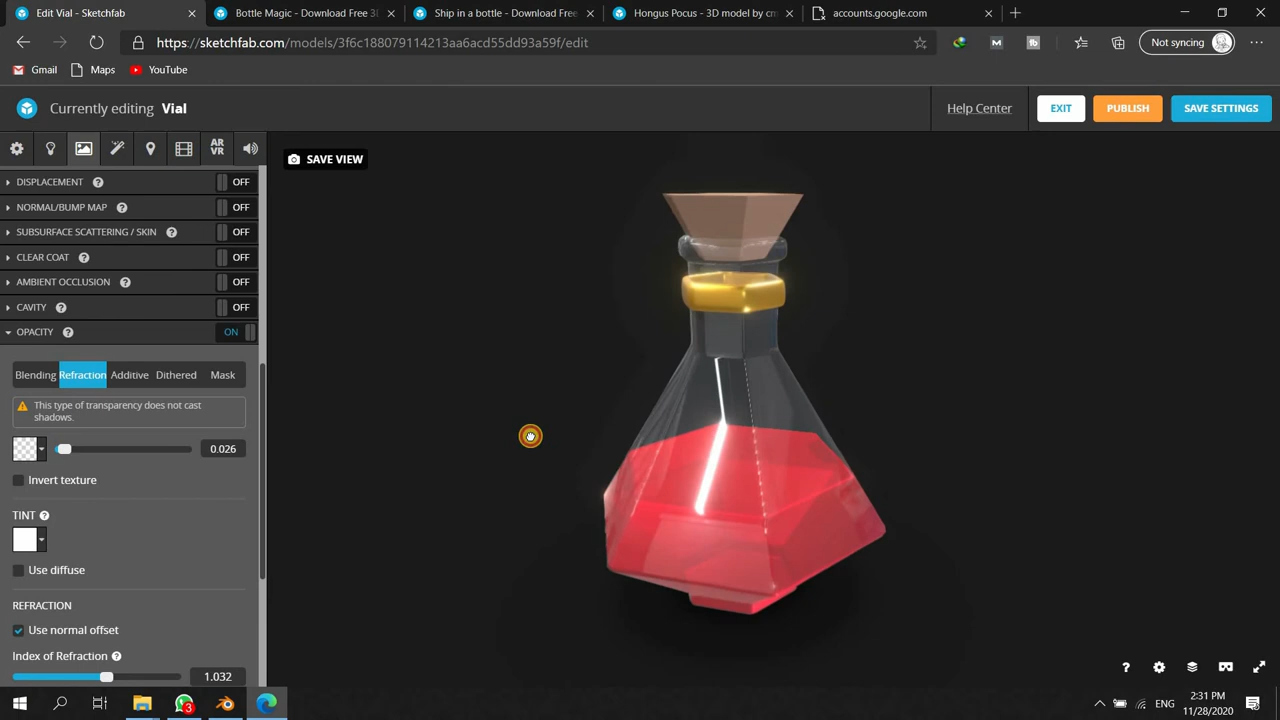 Edit Vial - Sketchfab
Bottle Magic - Download Free 3
Ship in a bottle - Download Free
Hongus Pocus - 3D model by cm
accounts.google.com
https://sketchfab.com/models/3f6c188079114213aa6acd55dd93a59f/edit
Not syncing
Gmail
Maps
YouTube
Currently editing Vial
Help Center
EXIT
PUBLISH
SAVE SETTINGS
AR
VR
SAVE VIEW
DISPLACEMENT ? OFF
NORMAL/BUMP MAP ? OFF
SUBSURFACE SCATTERING / SKIN ? OFF
CLEAR COAT ? OFF
AMBIENT OCCLUSION ? OFF
CAVITY ? OFF
OPACITY ? ON
Blending Refraction Additive Dithered Mask
This type of transparency does not cast
shadows.
0.026
Invert texture
TINT ?
Use diffuse
REFRACTION
Use normal offset
Index of Refraction ?
1.032
?
3
ENG
2:31 PM
11/28/2020